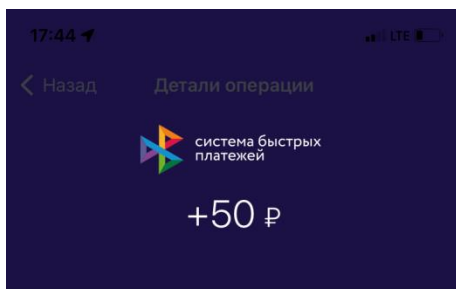 17:44
LTE
Назад
Детали операции
система быстрых
платежей
+50 ₽